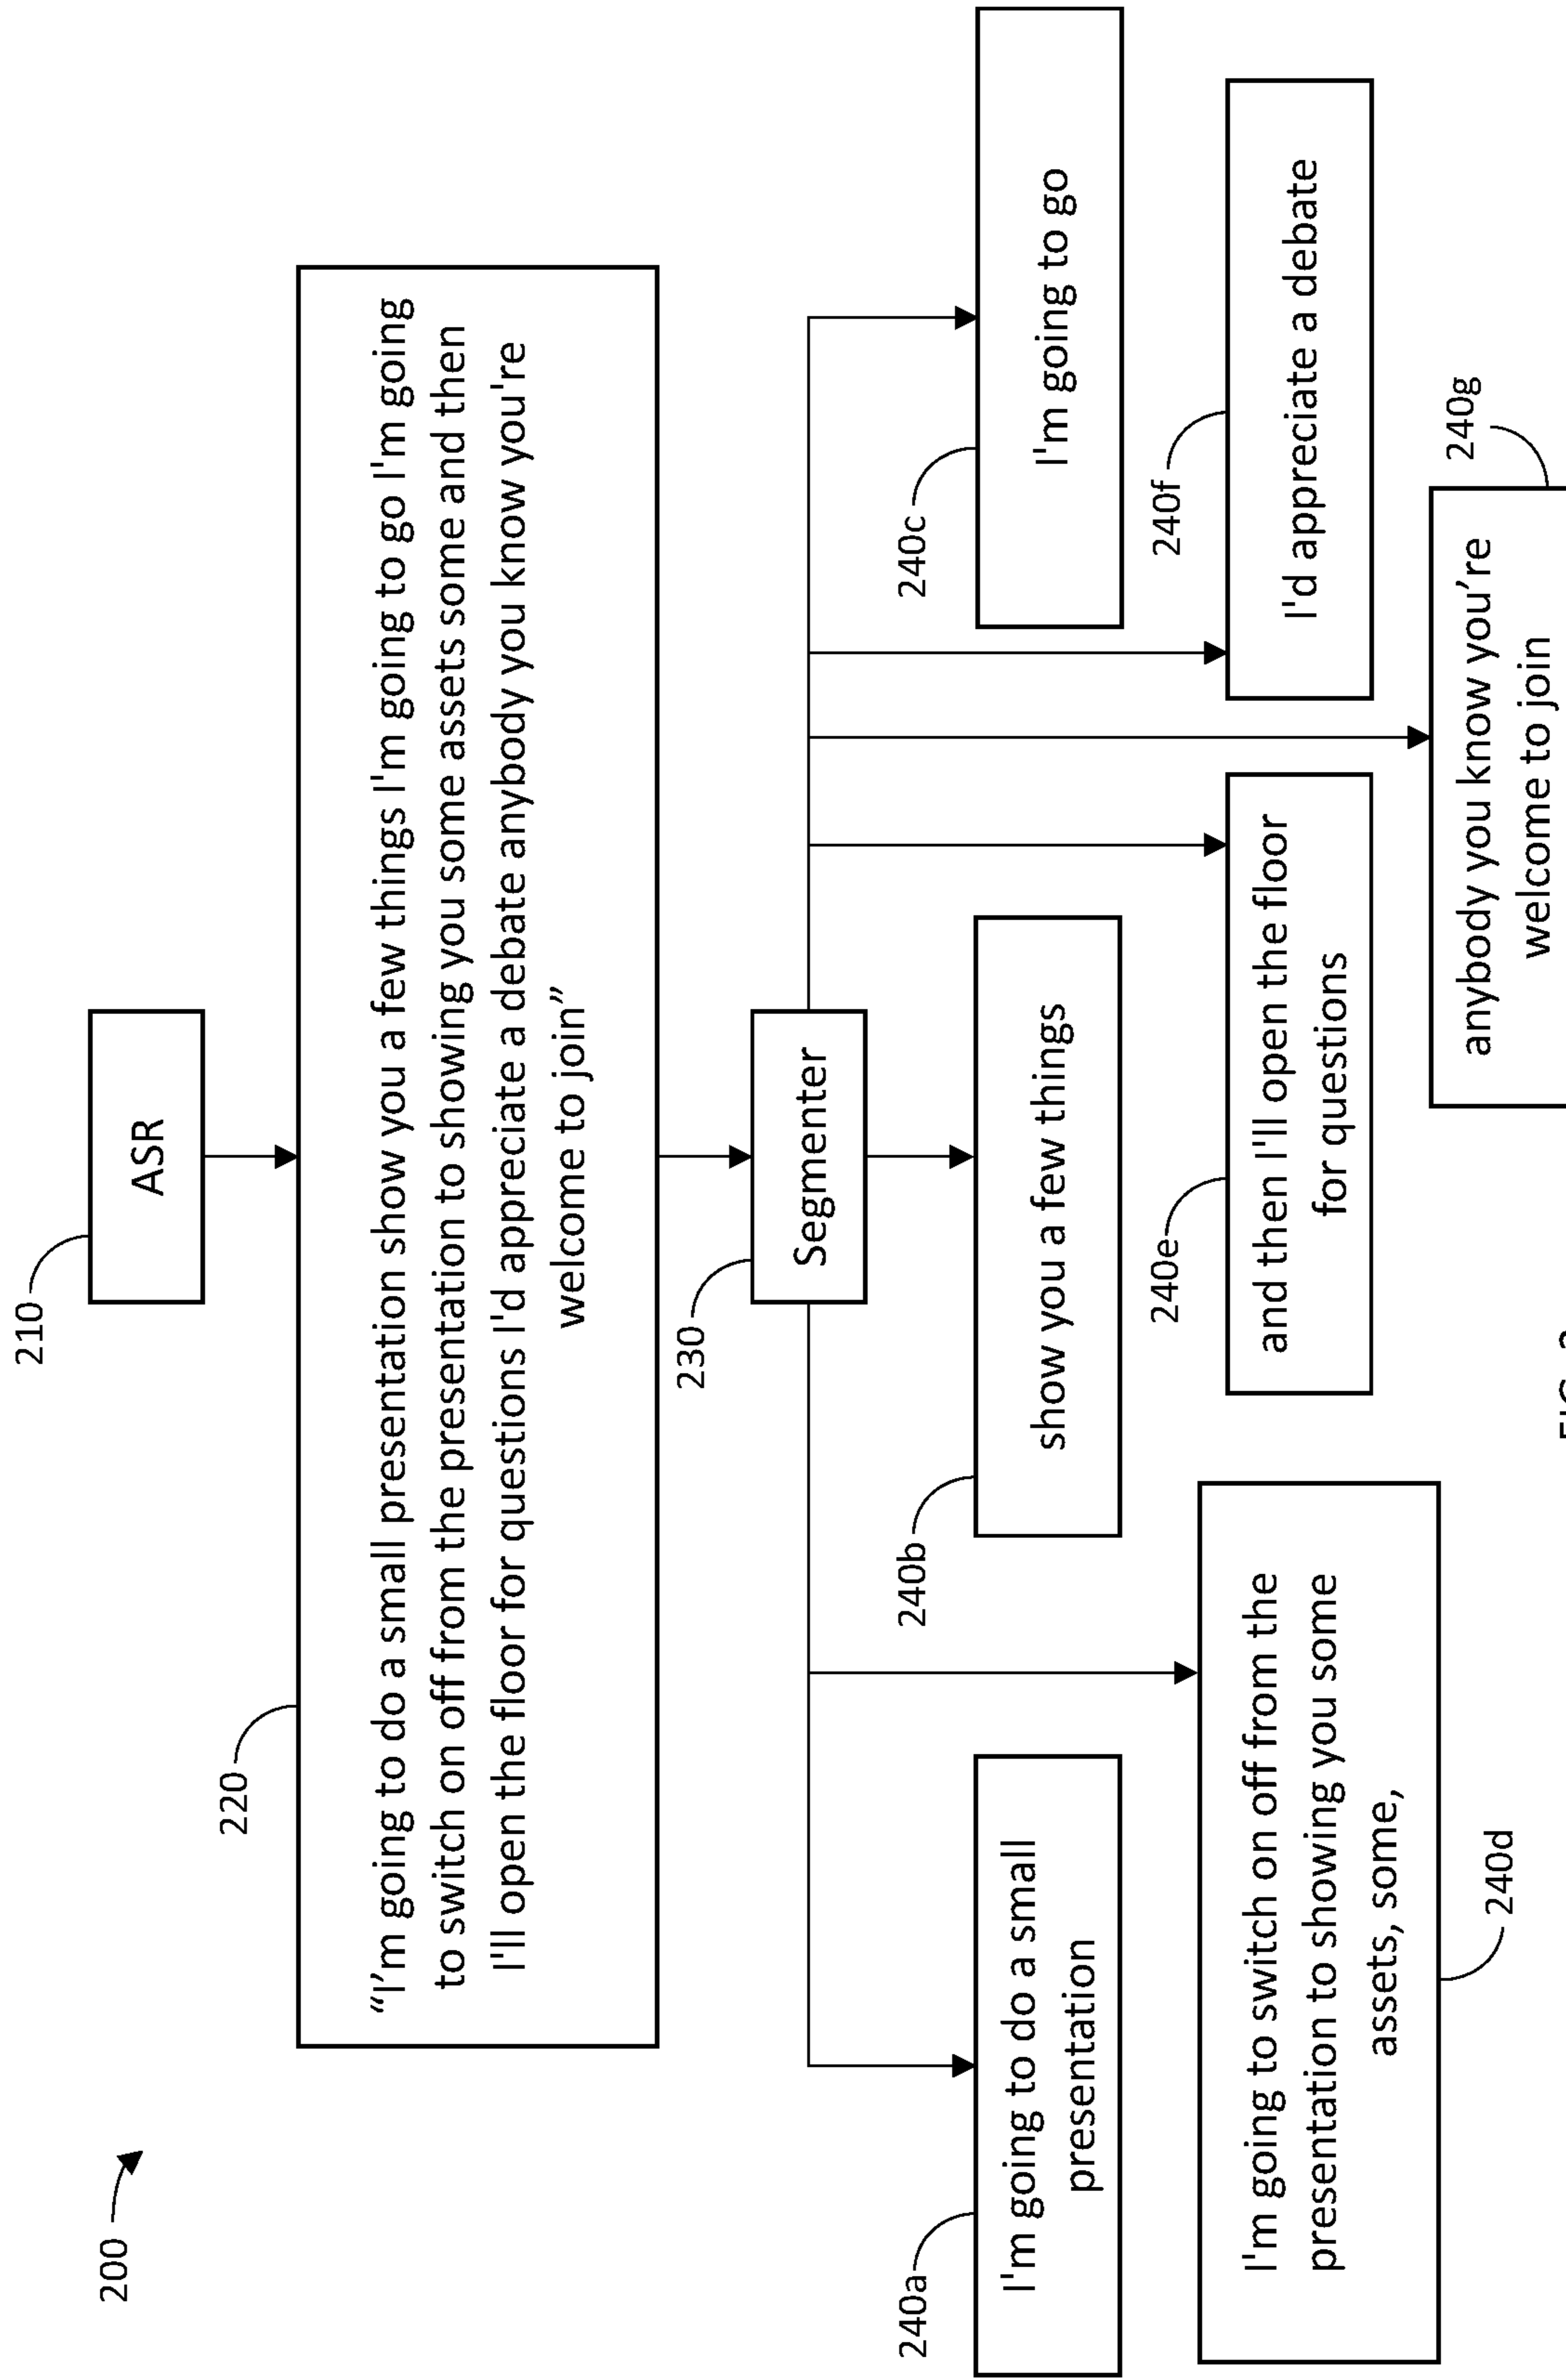 200
210
ASR
220
“I’m going to do a small presentation show you a few things I'm going to go I'm going
to switch on off from the presentation to showing you some assets some and then
I'll open the floor for questions I'd appreciate a debate anybody you know you're
welcome to join”
230
Segmenter
240a
I'm going to do a small
presentation
240b
show you a few things
240c
I'm going to go
I'm going to switch on off from the
presentation to showing you some
assets, some,
240d
240e
and then I'll open the floor
for questions
240f
I'd appreciate a debate
240g
anybody you know you’re
welcome to join